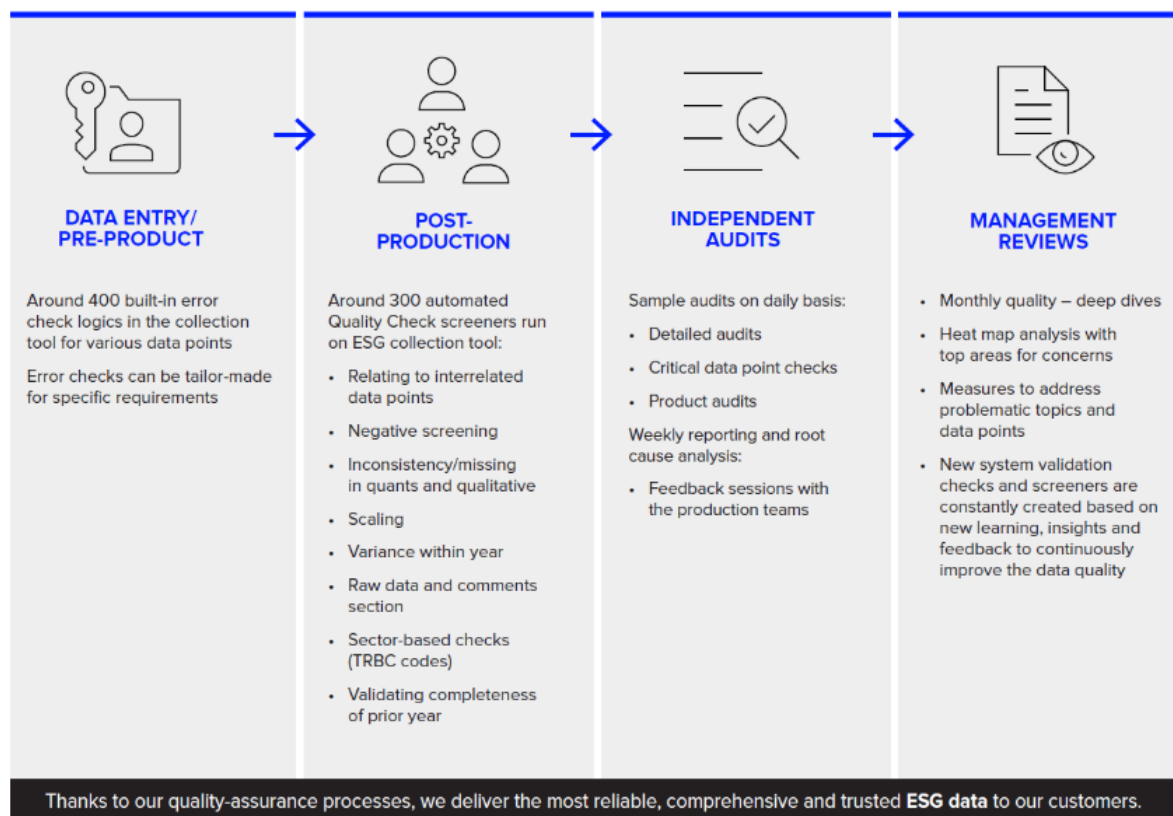 DATA ENTRY/
PRE-PRODUCT
Around 400 built-in error
check logics in the collection
tool for various data points
Error checks can be tailor-made
for specific requirements
POST-
PRODUCTION
Around 300 automated
Quality Check screeners run
on ESG collection tool:
• Relating to interrelated
data points
• Negative screening
• Inconsistency/missing
in quants and qualitative
• Scaling
• Variance within year
• Raw data and comments
section
• Sector-based checks
(TRBC codes)
• Validating completeness
of prior year
INDEPENDENT
AUDITS
Sample audits on daily basis:
• Detailed audits
• Critical data point checks
• Product audits
Weekly reporting and root
cause analysis:
• Feedback sessions with
the production teams
MANAGEMENT
REVIEWS
• Monthly quality – deep dives
• Heat map analysis with
top areas for concerns
• Measures to address
problematic topics and
data points
• New system validation
checks and screeners are
constantly created based on
new learning, insights and
feedback to continuously
improve the data quality
Thanks to our quality-assurance processes, we deliver the most reliable, comprehensive and trusted ESG data to our customers.